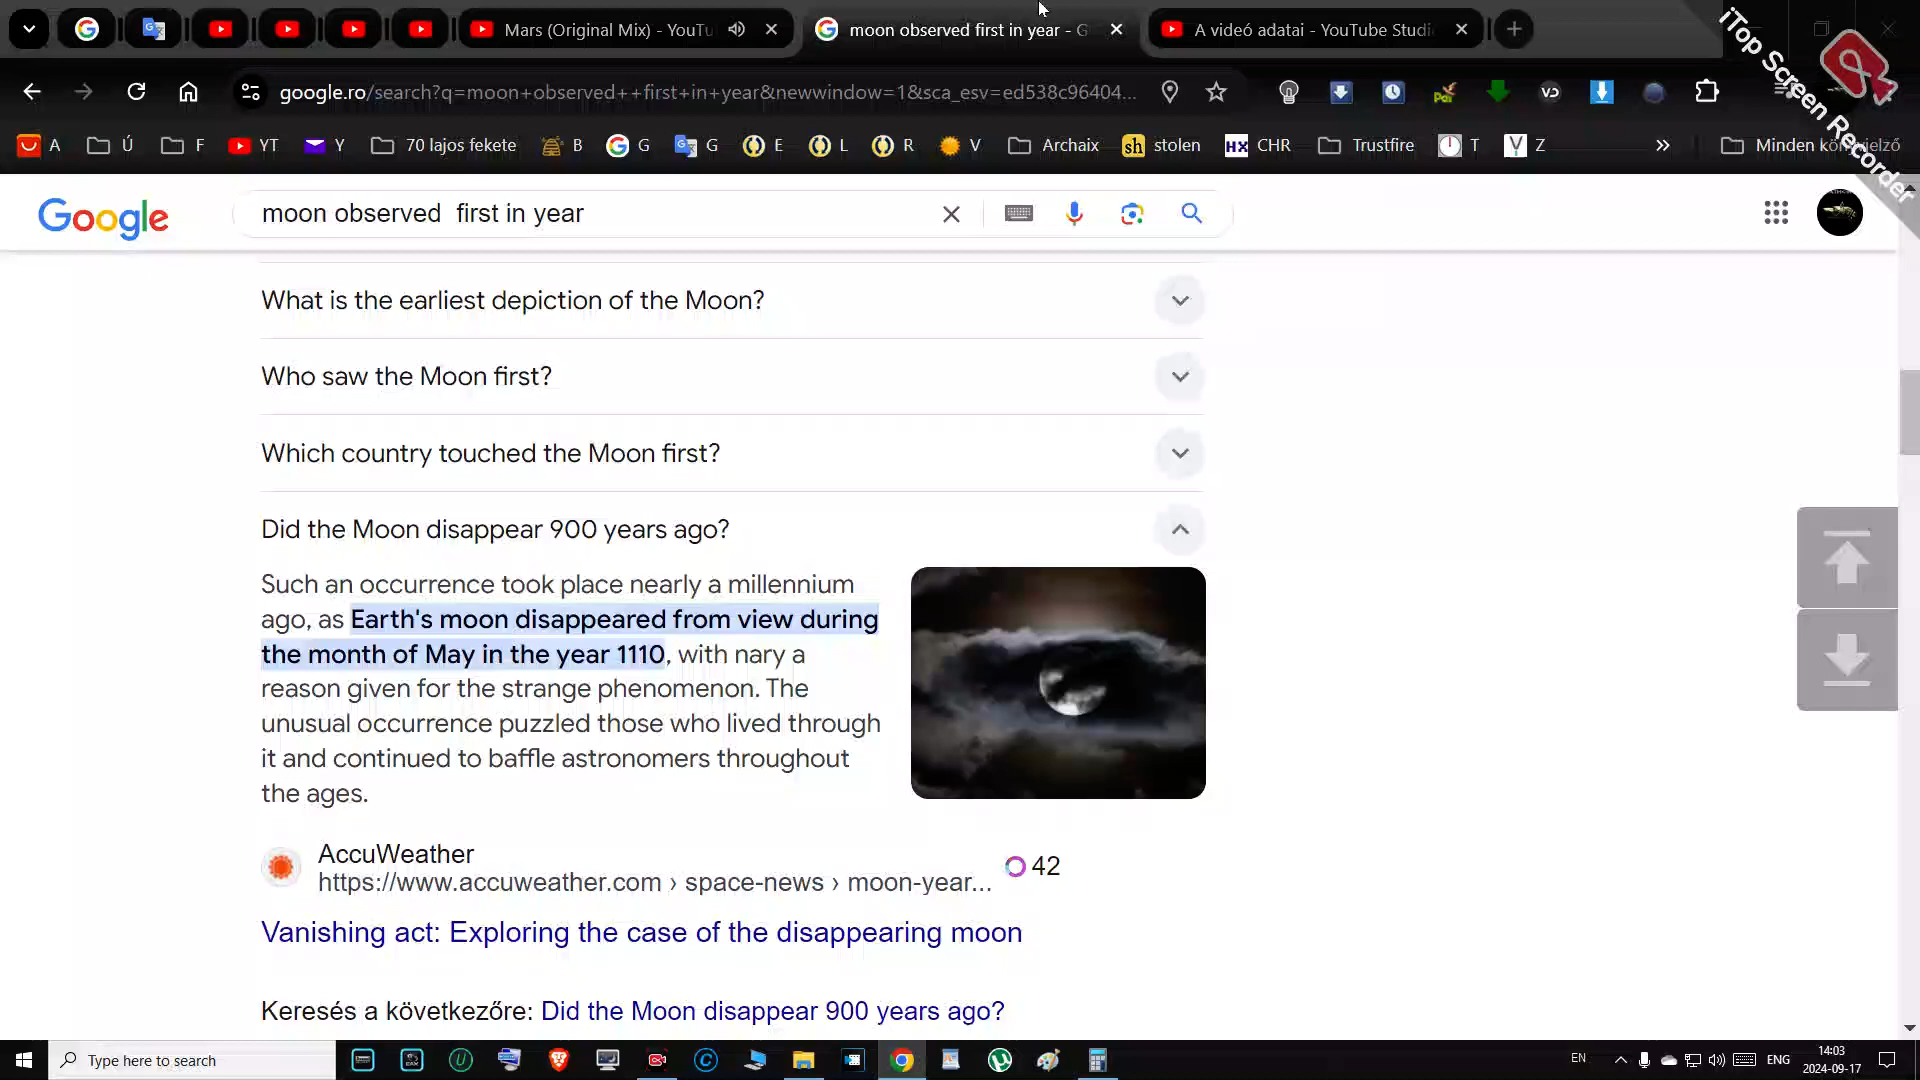 Mars (Original Mix) - YouTu
moon observed first in year - G
A videó adatai - YouTube Studi
iTop Screen Recorder
google.ro/search?q=moon+observed++first+in+year&newwindow=1&sca_esv=ed538c96404...
A
Ú
F
YT
Y
70 lajos fekete
B
G
G
E
L
R
V
Archaix
sh stolen
HX CHR
Trustfire
T
Z
»
Google
moon observed  first in year
What is the earliest depiction of the Moon?
Who saw the Moon first?
Which country touched the Moon first?
Did the Moon disappear 900 years ago?
Such an occurrence took place nearly a millennium
ago, as Earth's moon disappeared from view during
the month of May in the year 1110, with nary a
reason given for the strange phenomenon. The
unusual occurrence puzzled those who lived through
it and continued to baffle astronomers throughout
the ages.
AccuWeather
https://www.accuweather.com › space-news › moon-year...
42
Vanishing act: Exploring the case of the disappearing moon
Keresés a következőre: Did the Moon disappear 900 years ago?
Type here to search
EN
ENG
14:03
2024-09-17